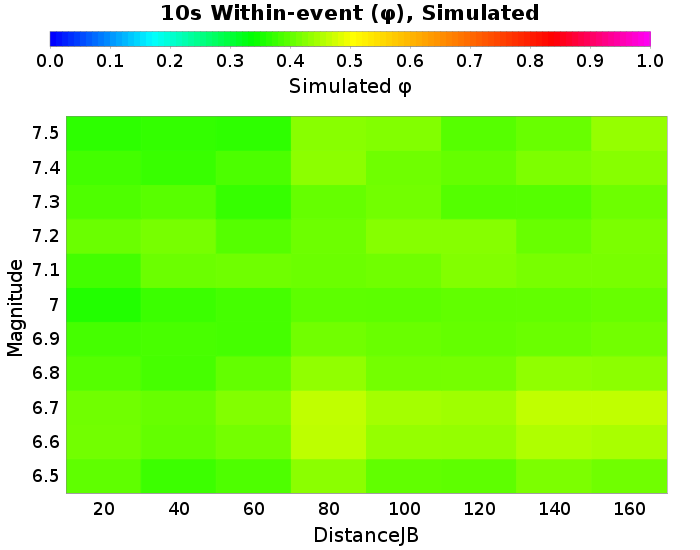 10s Within-event (φ), Simulated
0.0 0.1 0.2 0.3 0.4 0.5 0.6 0.7 0.8 0.9 1.0
Simulated φ
7.5
7.4
7.3
7.2
7.1
7
6.9
6.8
6.7
6.6
6.5
Magnitude
20 40 60 80 100 120 140 160
DistanceJB